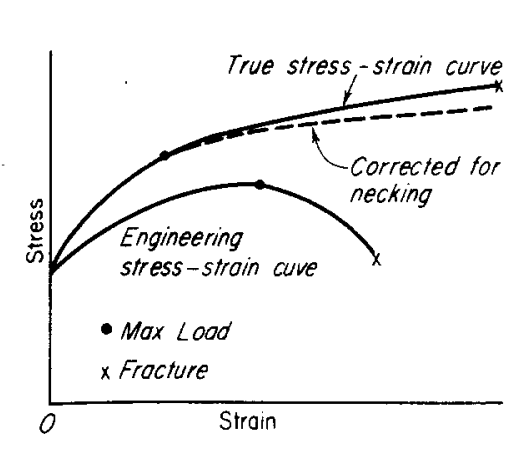 True stress-strain curve
Corrected for
necking
Stress
Engineering
stress-strain cuve
● Max Load
x Fracture
O
Strain